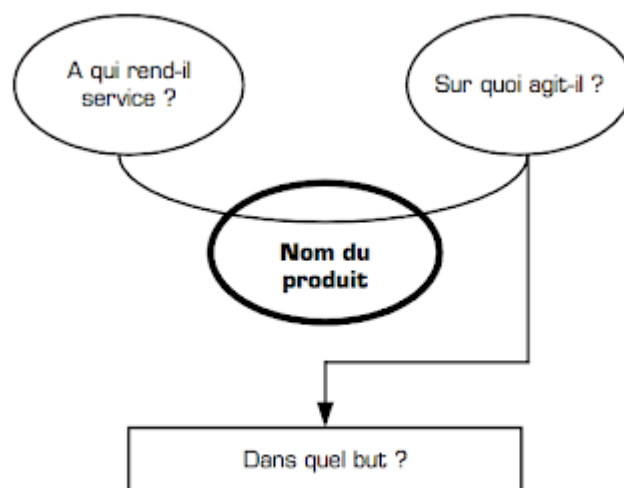 A qui rend-il
service ?
Sur quoi agit-il ?
Nom du
produit
Dans quel but ?